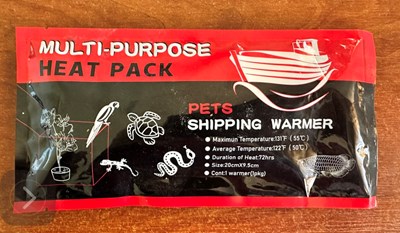 MULTI-PURPOSE
HEAT PACK
PETS
SHIPPING WARMER
● Maximun Temperature:131°F (55°C)
● Average Temperature:122°F (50°C)
● Duration of Heat:72hrs
● Size:20cmX9.5cm
● Cont:1 warmer(1pkg)